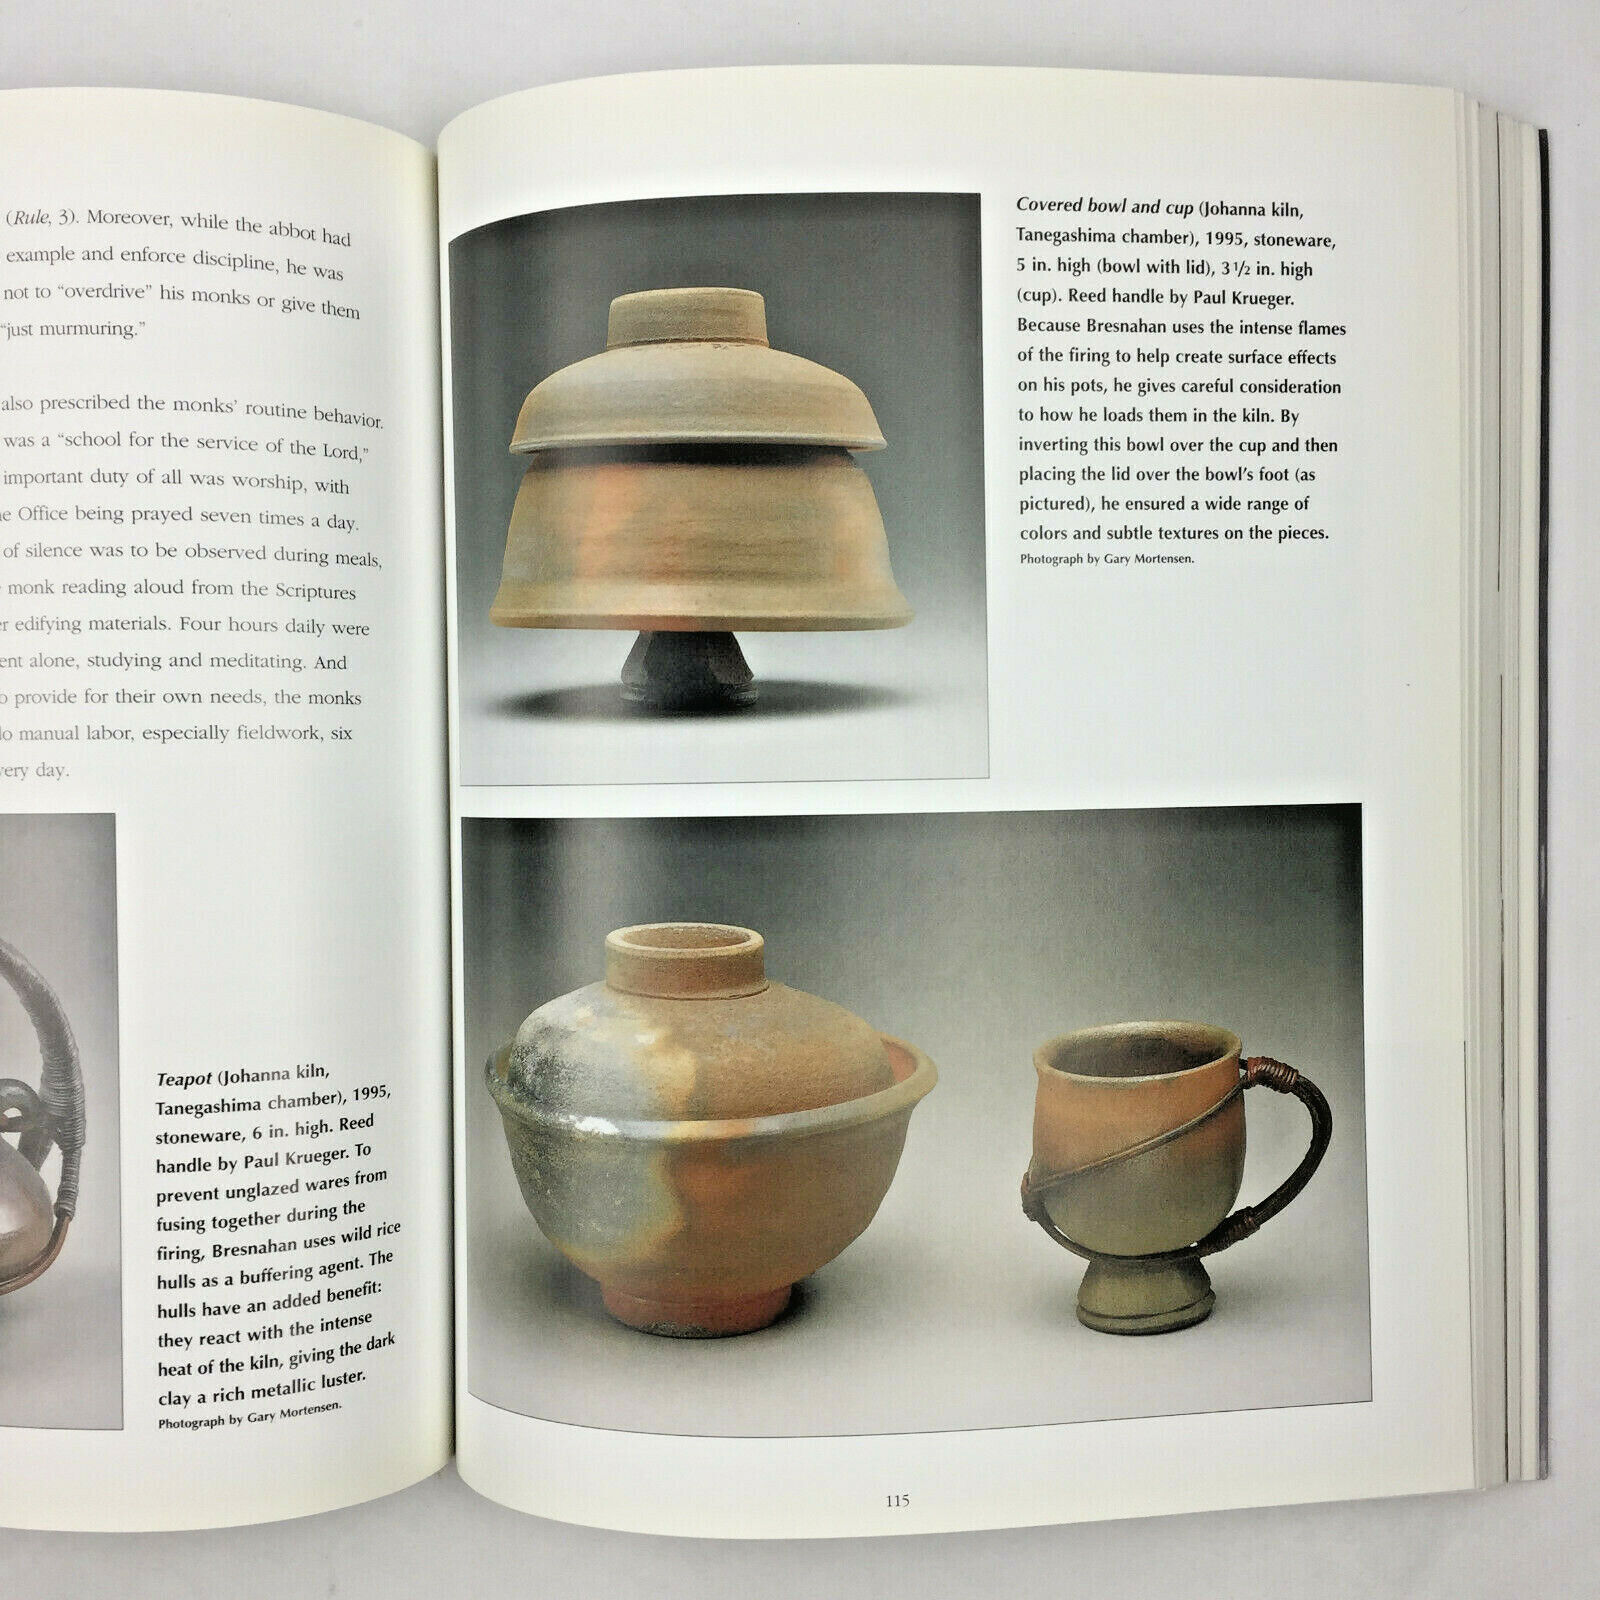 (Rule, 3). Moreover, while the abbot had
example and enforce discipline, he was
not to “overdrive” his monks or give them
“just murmuring.”
also prescribed the monks’ routine behavior.
was a “school for the service of the Lord,”
important duty of all was worship, with
Office being prayed seven times a day.
of silence was to be observed during meals,
monk reading aloud from the Scriptures
edifying materials. Four hours daily were
alone, studying and meditating. And
provide for their own needs, the monks
manual labor, especially fieldwork, six
day.
Teapot (Johanna kiln,
Tanegashima chamber), 1995,
stoneware, 6 in. high. Reed
handle by Paul Krueger. To
prevent unglazed wares from
fusing together during the
firing, Bresnahan uses wild rice
hulls as a buffering agent. The
hulls have an added benefit:
they react with the intense
heat of the kiln, giving the dark
clay a rich metallic luster.
Photograph by Gary Mortensen.
Covered bowl and cup (Johanna kiln,
Tanegashima chamber), 1995, stoneware,
5 in. high (bowl with lid), 3 1/2 in. high
(cup). Reed handle by Paul Krueger.
Because Bresnahan uses the intense flames
of the firing to help create surface effects
on his pots, he gives careful consideration
to how he loads them in the kiln. By
inverting this bowl over the cup and then
placing the lid over the bowl’s foot (as
pictured), he ensured a wide range of
colors and subtle textures on the pieces.
Photograph by Gary Mortensen.
115